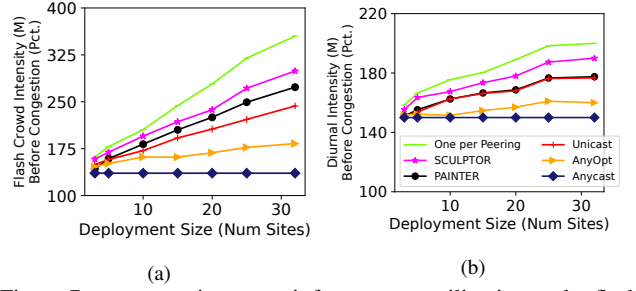 Flash Crowd Intensity (M)
Before Congestion (Pct.)
400
325
250
175
100
10
20
30
Deployment Size (Num Sites)
(a)
Diurnal Intensity (M)
Before Congestion (Pct.)
220
180
140
100
One per Peering
SCULPTOR
PAINTER
Unicast
AnyOpt
Anycast
10
20
30
Deployment Size (Num Sites)
(b)